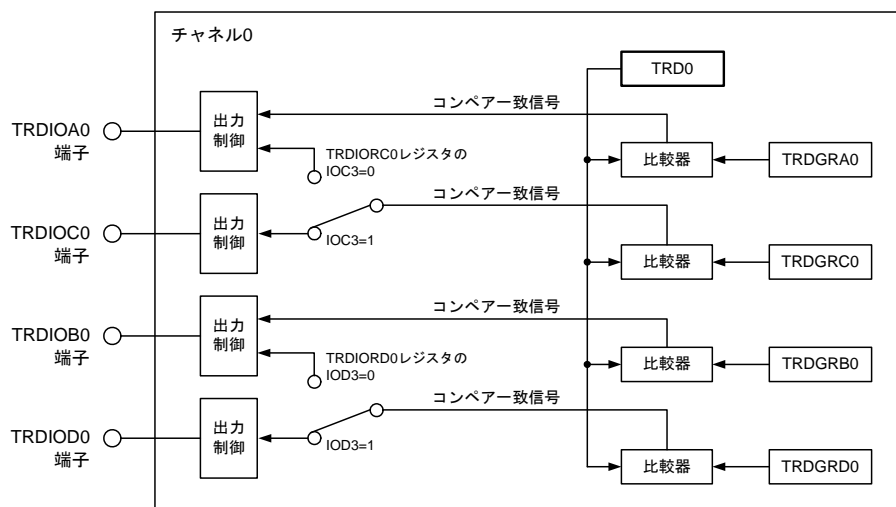 チャネル0
TRD0
コンペア一致信号
TRDIOA0
端子
出力
制御
TRDIORC0レジスタの
IOC3=0
比較器
TRDGRA0
コンペア一致信号
TRDIOC0
端子
出力
制御
IOC3=1
比較器
TRDGRC0
コンペア一致信号
TRDIOB0
端子
出力
制御
TRDIORD0レジスタの
IOD3=0
比較器
TRDGRB0
コンペア一致信号
TRDIOD0
端子
出力
制御
IOD3=1
比較器
TRDGRD0